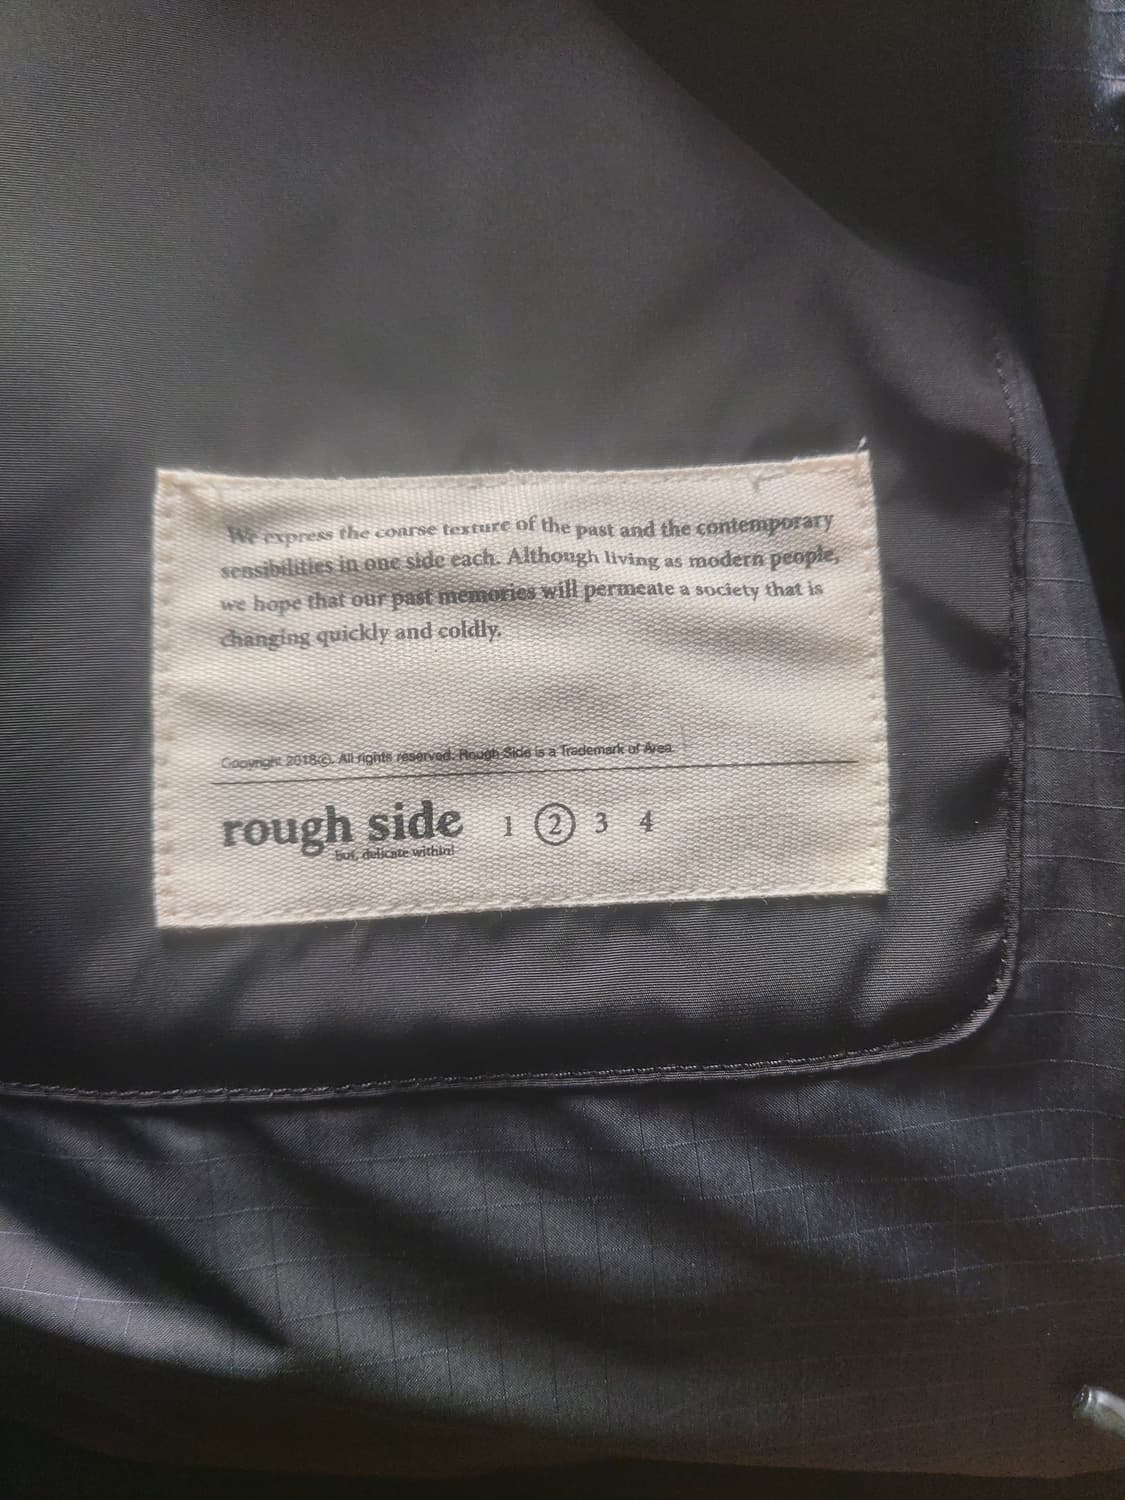 We express the coarse texture of the past and the contemporary
sensibilities in one side each. Although living as modern people,
we hope that our past memories will permeate a society that is
changing quickly and coldly.
Copyright 2018©. All rights reserved. Rough Side is a Trademark of Area.
rough side 1 ② 3 4
but, delicate within!